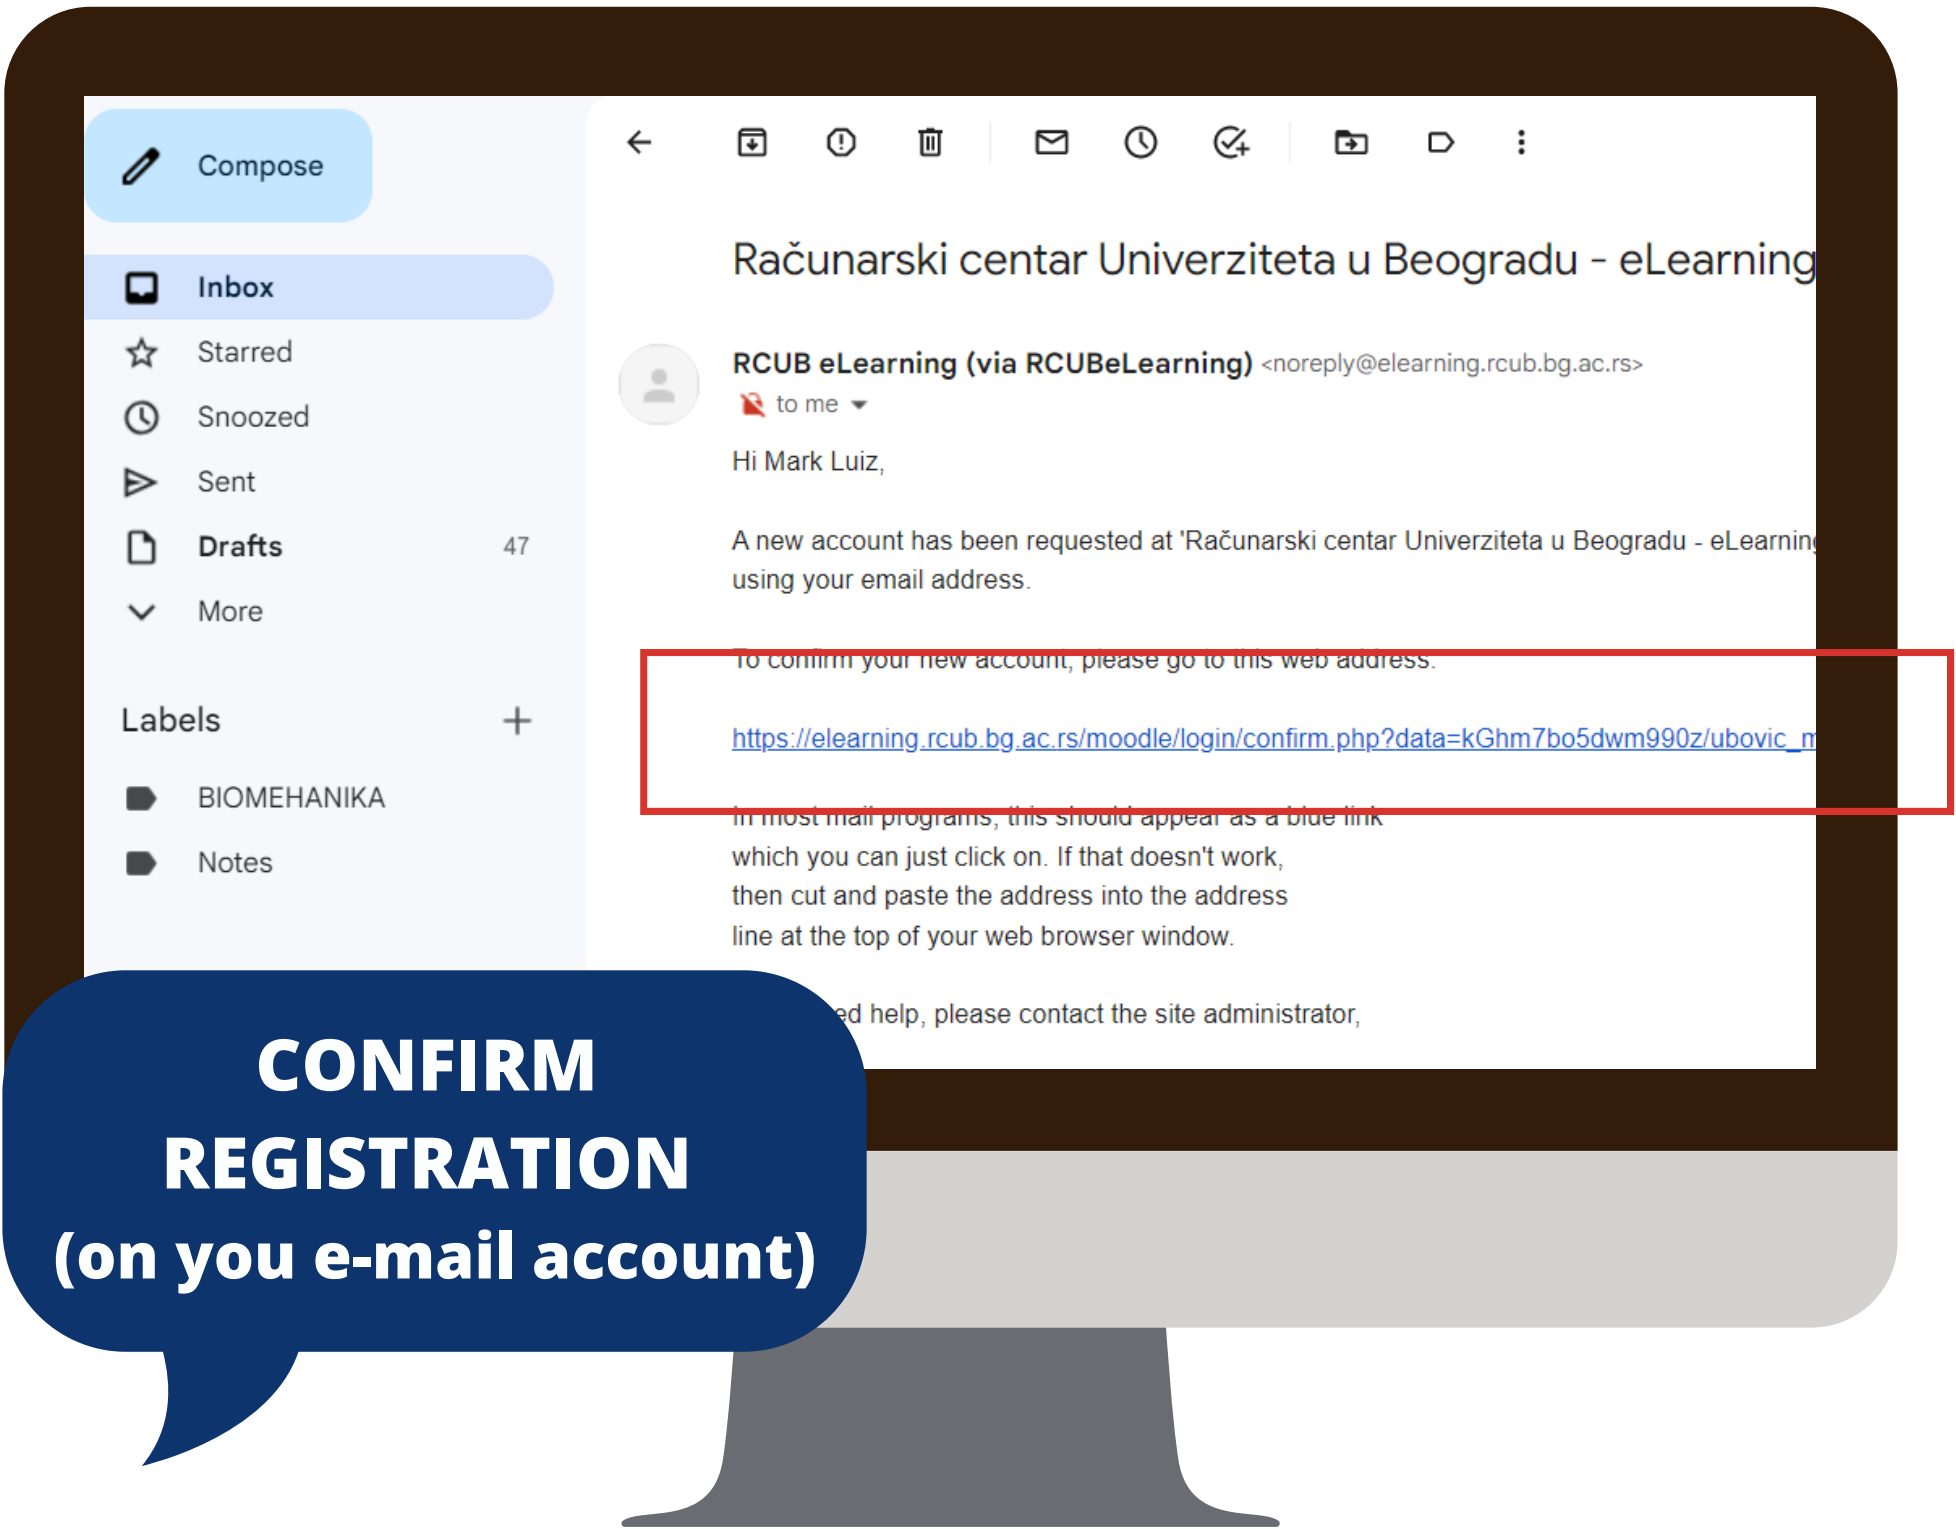 Compose
Inbox
Starred
Snoozed
Sent
Drafts 47
More
Labels
BIOMEHANIKA
Notes
Računarski centar Univerziteta u Beogradu - eLearning
RCUB eLearning (via RCUBeLearning) <noreply@elearning.rcub.bg.ac.rs>
to me
Hi Mark Luiz,
A new account has been requested at 'Računarski centar Univerziteta u Beogradu - eLearning
using your email address.
To confirm your new account, please go to this web address:
https://elearning.rcub.bg.ac.rs/moodle/login/confirm.php?data=kGhm7bo5dwm990z/ubovic_m
In most mail programs, this should appear as a blue link
which you can just click on. If that doesn't work,
then cut and paste the address into the address
line at the top of your web browser window.
ed help, please contact the site administrator,
CONFIRM
REGISTRATION
(on you e-mail account)